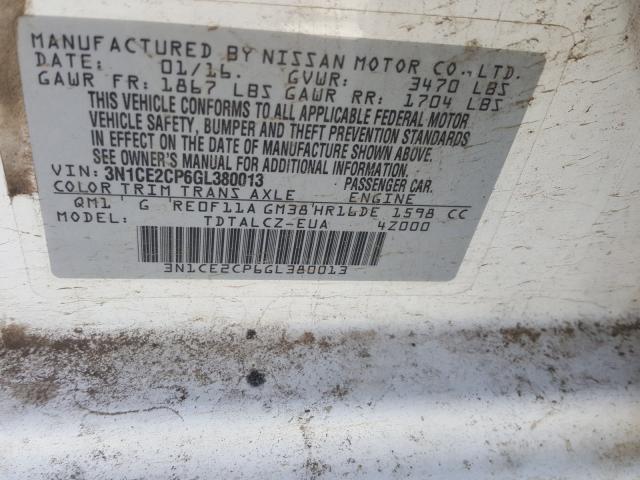 MANUFACTURED BY NISSAN MOTOR CO., LTD.
DATE: 01/16. GVWR: 3470 LBS
GAWR FR: 1867 LBS GAWR RR: 1704 LBS
THIS VEHICLE CONFORMS TO ALL APPLICABLE FEDERAL MOTOR
VEHICLE SAFETY, BUMPER AND THEFT PREVENTION STANDARDS
IN EFFECT ON THE DATE OF MANUFACTURE SHOWN ABOVE.
SEE OWNER'S MANUAL FOR ADDITIONAL INFORMATION.
VIN: 3N1CE2CP6GL380013 PASSENGER CAR.
COLOR TRIM TRANS AXLE ENGINE
QM1 G RE0F11A GM38 HR16DE 1598 CC
MODEL: TDTALCZ-EUA 4Z000
3N1CE2CP6GL380013